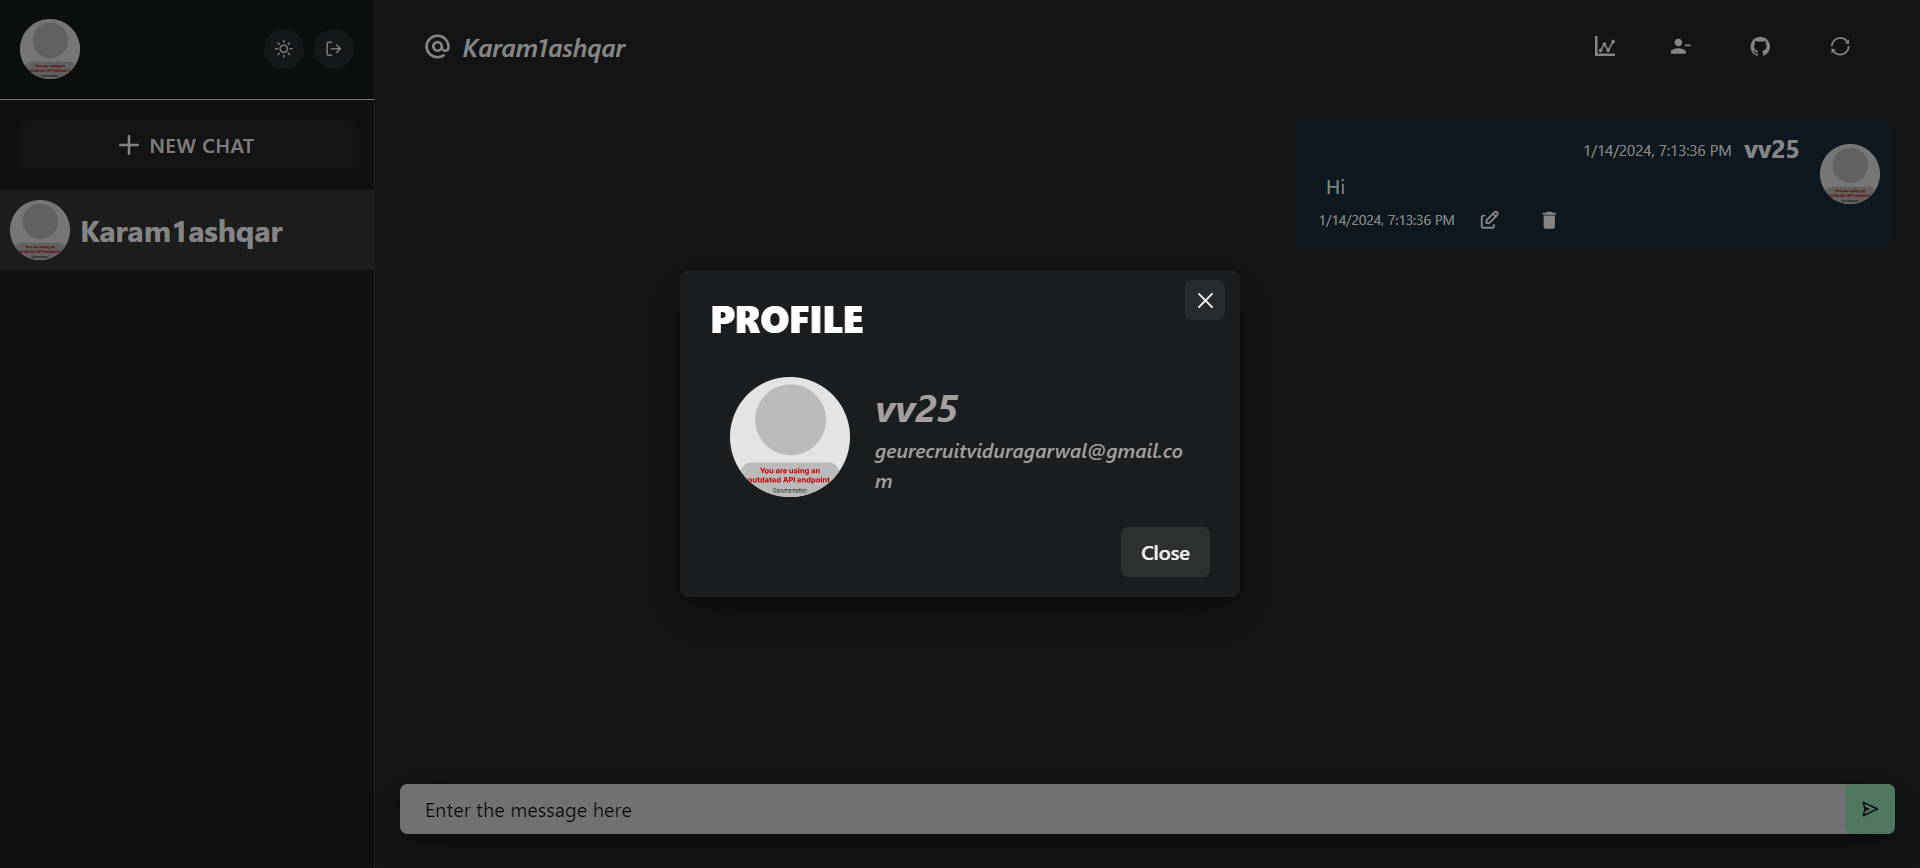 Karam1ashqar
NEW CHAT
Karam1ashqar
1/14/2024, 7:13:36 PM vv25
Hi
1/14/2024, 7:13:36 PM
PROFILE
vv25
geurecruitviduragarwal@gmail.co
m
You are using an
outdated API endpoint
Documentation
Close
Enter the message here